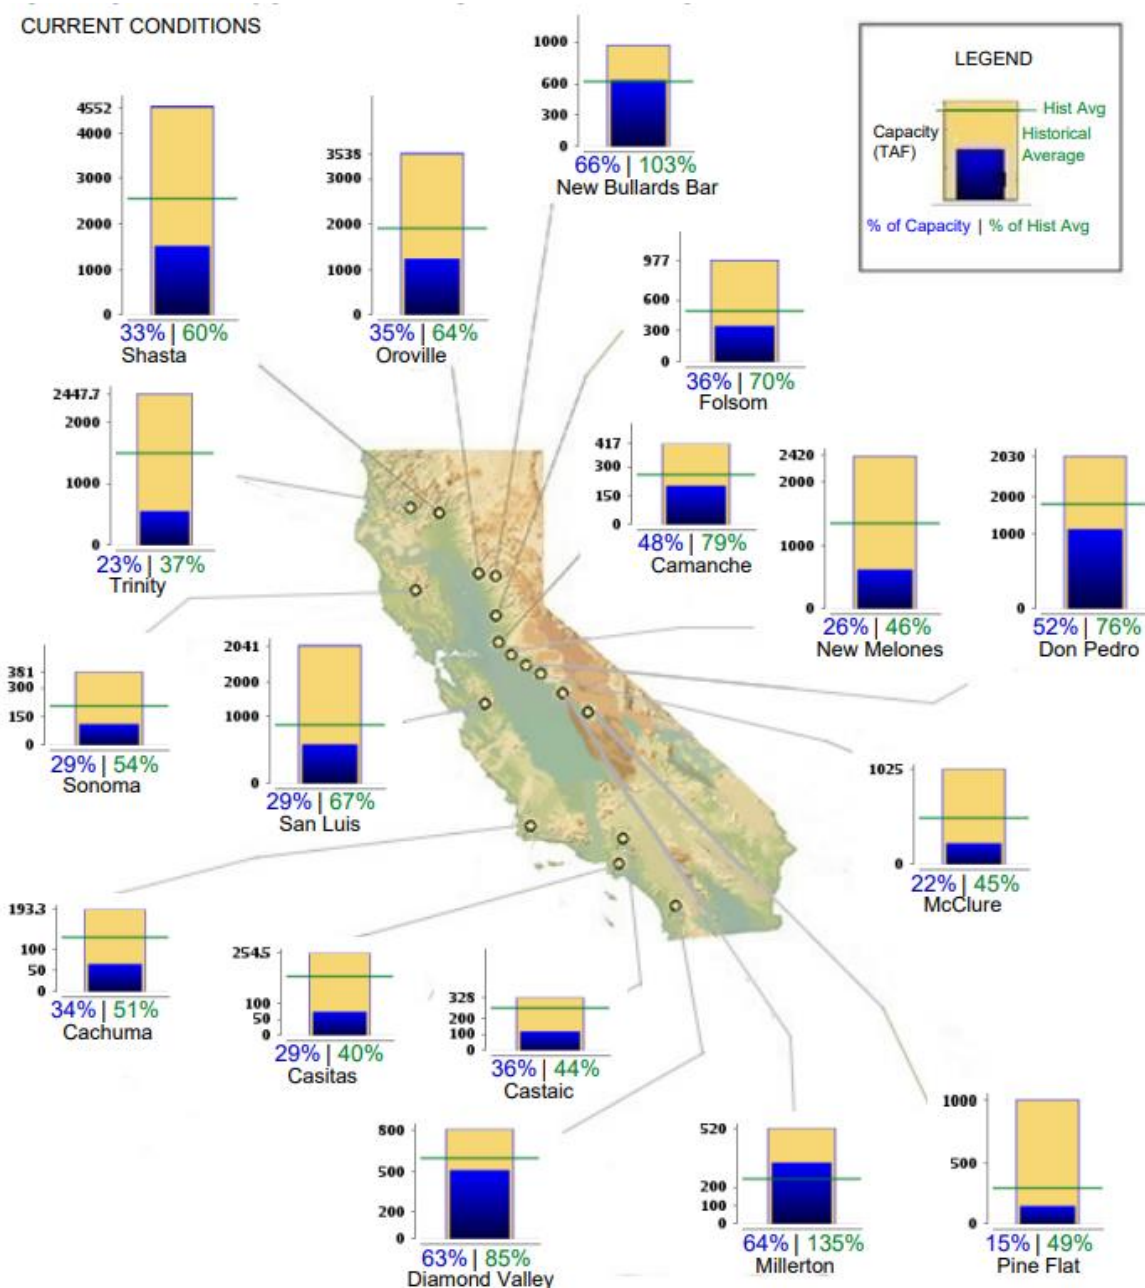 CURRENT CONDITIONS
1000
600
300
0
66% | 103%
New Bullards Bar
LEGEND
Hist Avg
Capacity
(TAF)
Historical
Average
% of Capacity | % of Hist Avg
4552
4000
3000
2000
1000
0
33% | 60%
Shasta
3538
3000
2000
1000
0
35% | 64%
Oroville
977
600
300
0
36% | 70%
Folsom
2447.7
2000
1000
0
23% | 37%
Trinity
417
300
150
0
48% | 79%
Camanche
2420
2000
1000
0
26% | 46%
New Melones
2030
2000
1000
0
52% | 76%
Don Pedro
381
300
150
0
29% | 54%
Sonoma
2041
2000
1000
0
29% | 67%
San Luis
1025
0
22% | 45%
McClure
193.3
100
50
0
34% | 51%
Cachuma
254.5
100
50
0
29% | 40%
Casitas
328
200
100
0
36% | 44%
Castaic
800
500
200
0
63% | 85%
Diamond Valley
520
200
100
0
64% | 135%
Millerton
1000
500
0
15% | 49%
Pine Flat